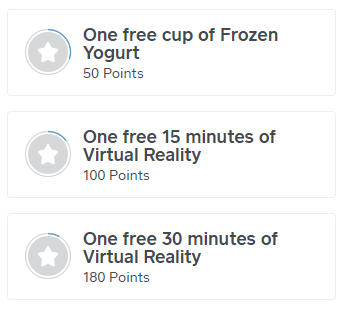 One free cup of Frozen
Yogurt
50 Points
One free 15 minutes of
Virtual Reality
100 Points
One free 30 minutes of
Virtual Reality
180 Points